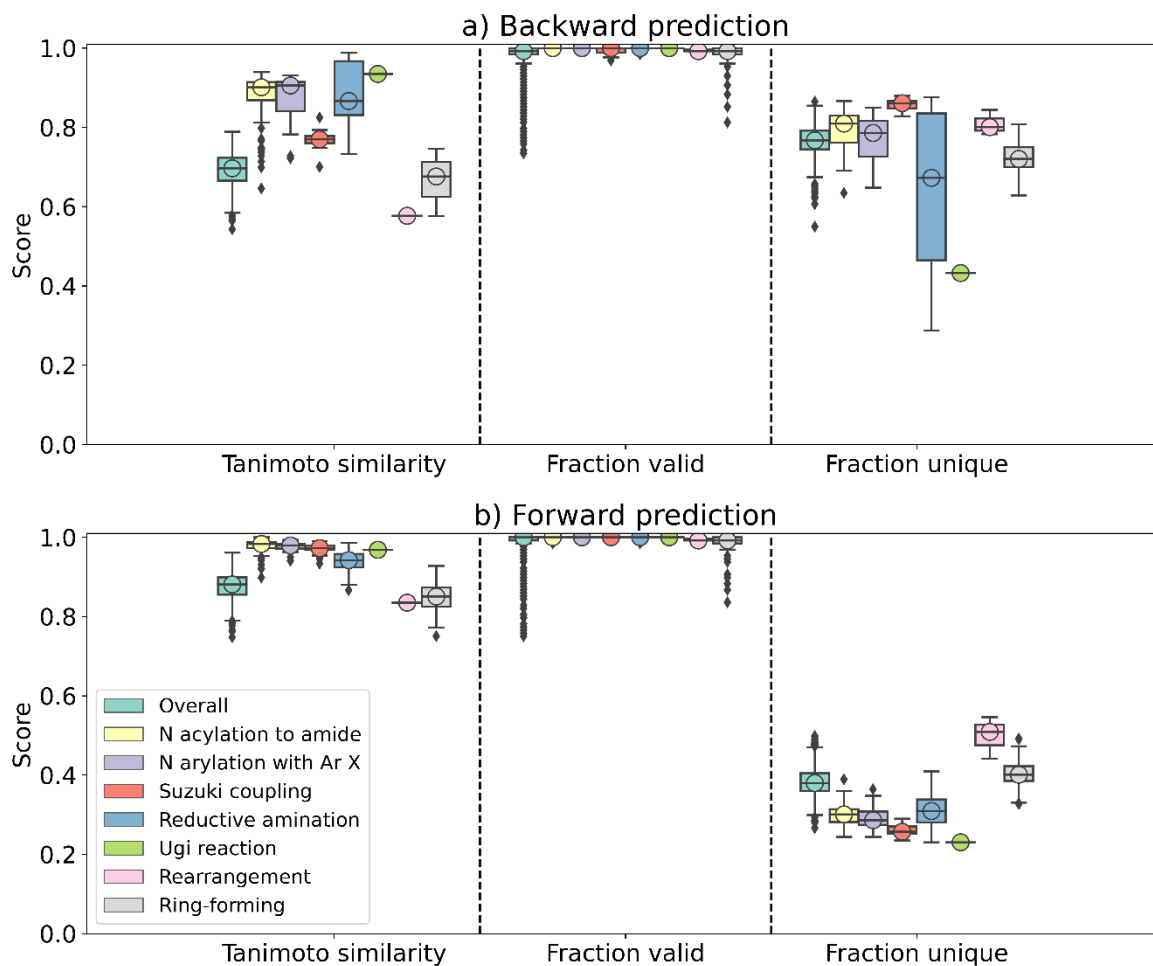 a) Backward prediction
1.0
0.8
0.6
0.4
0.2
0.0
Score
Tanimoto similarity
Fraction valid
Fraction unique
b) Forward prediction
1.0
0.8
0.6
0.4
0.2
0.0
Score
Overall
N acylation to amide
N arylation with Ar X
Suzuki coupling
Reductive amination
Ugi reaction
Rearrangement
Ring-forming
Tanimoto similarity
Fraction valid
Fraction unique